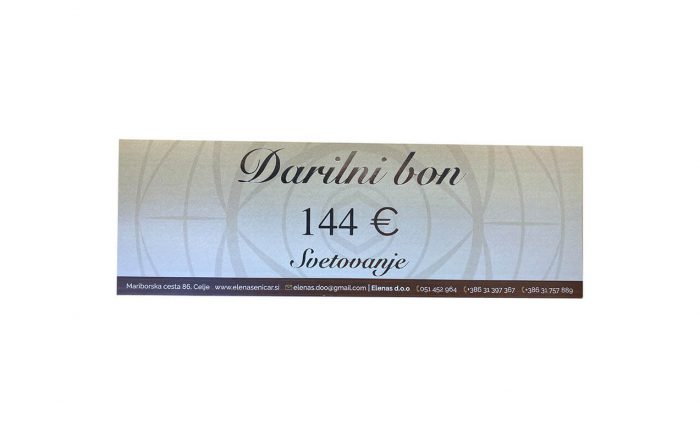 Darilni bon
144 €
Svetovanje
Mariborska cesta 86, Celje www.elenasenicar.si elenas.doo@gmail.com | Elenas d.o.o 051 452 964 +386 31 397 367 +386 31 757 889